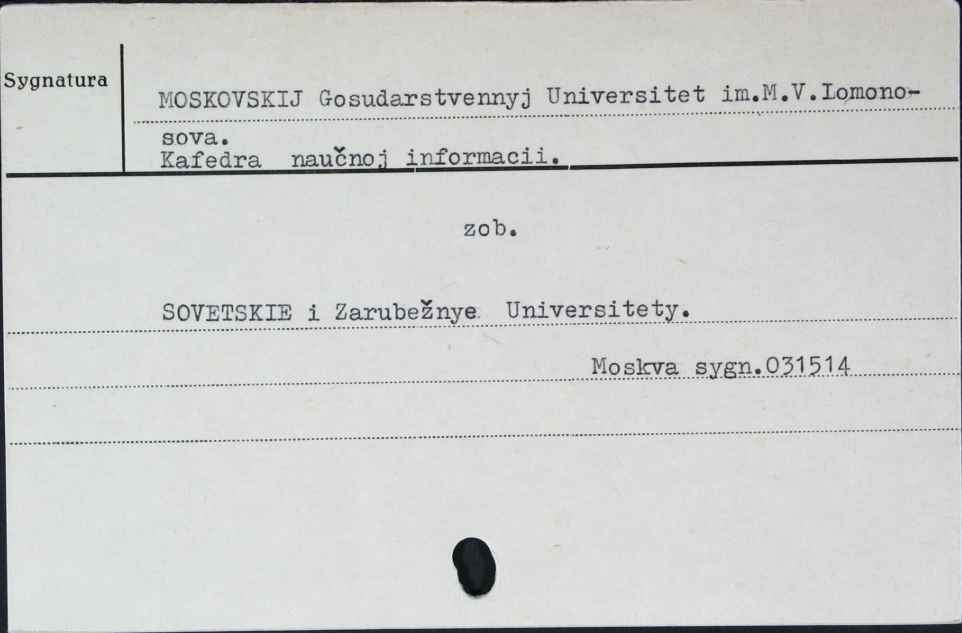 Sygnatura
MOSKOVSKIJ Gosudarstvennyj Universitet im.M.V.Lomono-
sova.
Kafedra naučnoj informacii.
zob.
SOVETSKIE i Zarubežnye Universitety.
Moskva sygn.031514